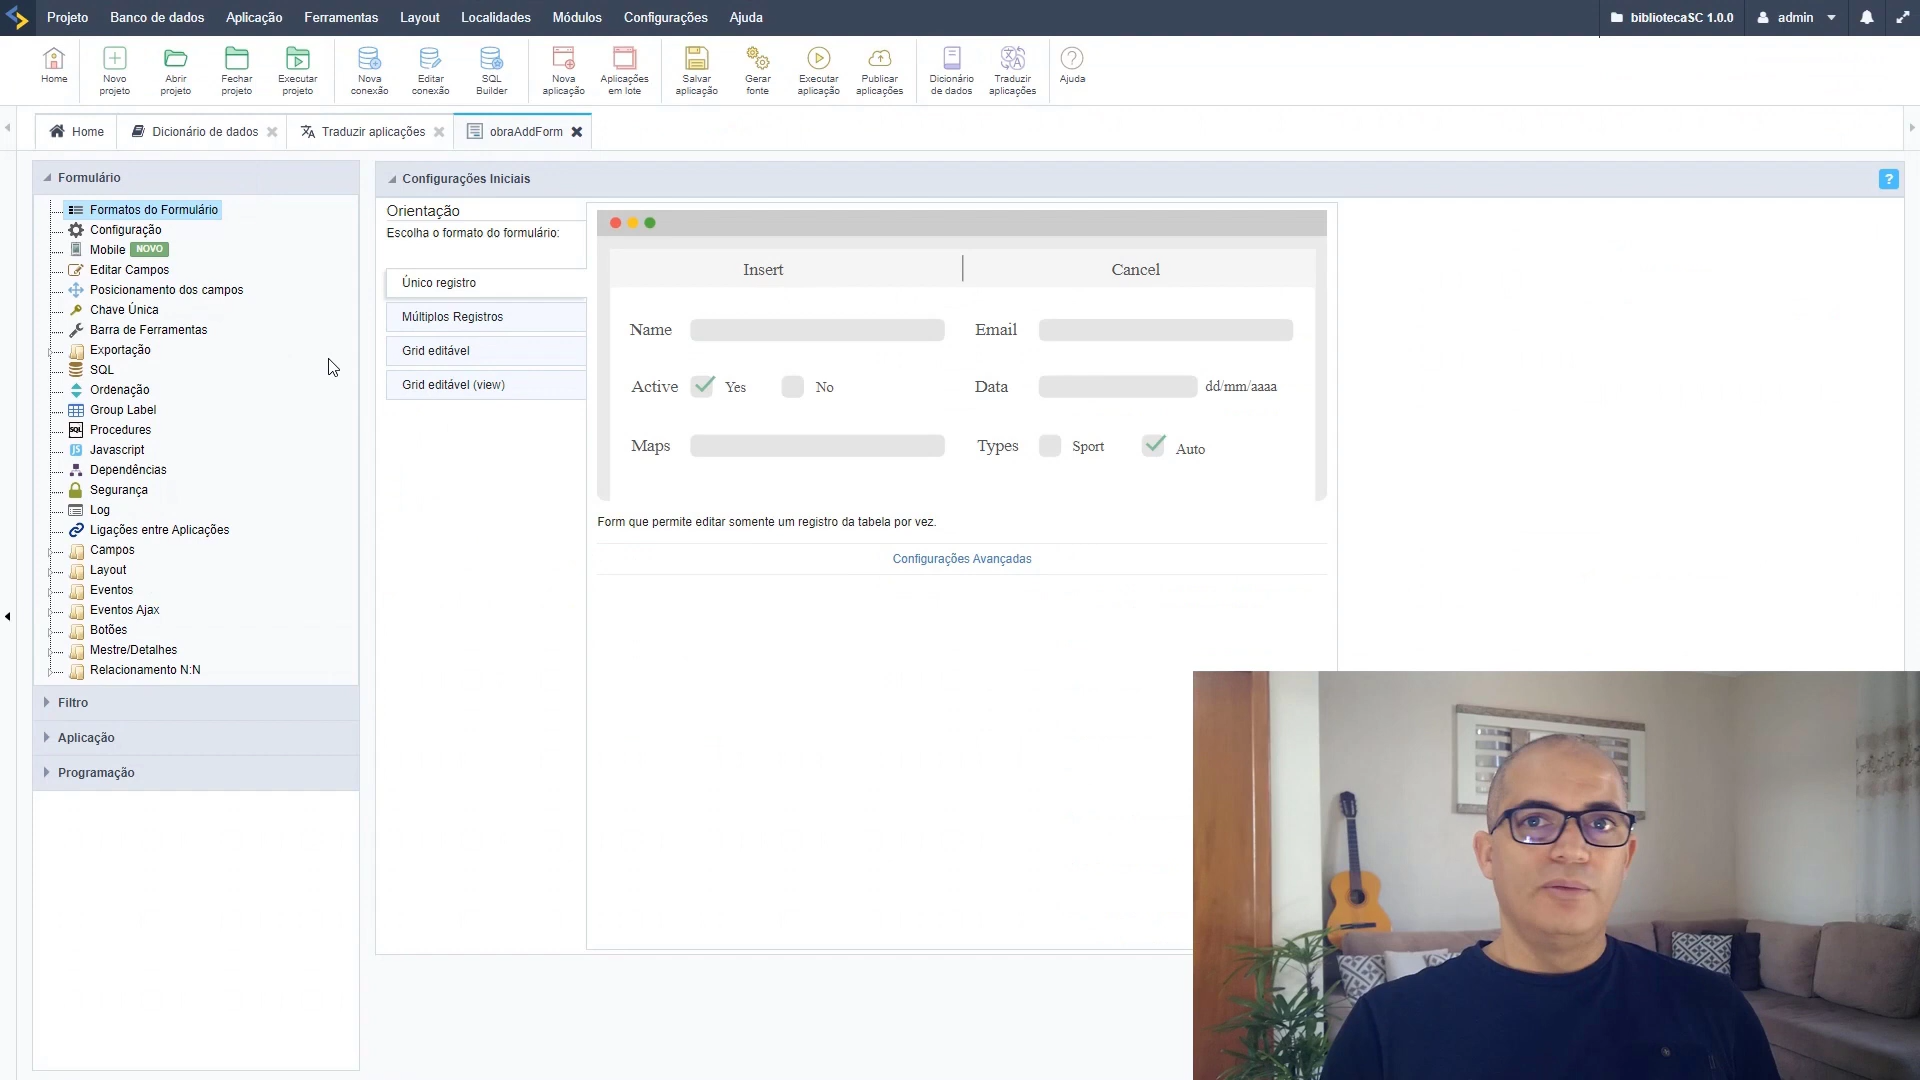 Projeto
Banco de dados
Aplicação
Ferramentas
Layout
Localidades
Módulos
Configurações
Ajuda
bibliotecaSC 1.0.0
admin
Home
Novo projeto
Abrir projeto
Fechar projeto
Executar projeto
Nova conexão
Editar conexão
SQL Builder
Nova aplicação
Aplicações em lote
Salvar aplicação
Gerar fonte
Executar aplicação
Publicar aplicações
Dicionário de dados
Traduzir aplicações
Ajuda
Home
Dicionário de dados
Traduzir aplicações
obraAddForm
Formulário
Formatos do Formulário
Configuração
Mobile NOVO
Editar Campos
Posicionamento dos campos
Chave Única
Barra de Ferramentas
Exportação
SQL
Ordenação
Group Label
SQL Procedures
JS Javascript
Dependências
Segurança
Log
Ligações entre Aplicações
Campos
Layout
Eventos
Eventos Ajax
Botões
Mestre/Detalhes
Relacionamento N:N
Filtro
Aplicação
Programação
Configurações Iniciais
?
Orientação
Escolha o formato do formulário:
Único registro
Múltiplos Registros
Grid editável
Grid editável (view)
Insert
Cancel
Name
Email
Active Yes No
Data dd/mm/aaaa
Maps
Types Sport Auto
Form que permite editar somente um registro da tabela por vez.
Configurações Avançadas